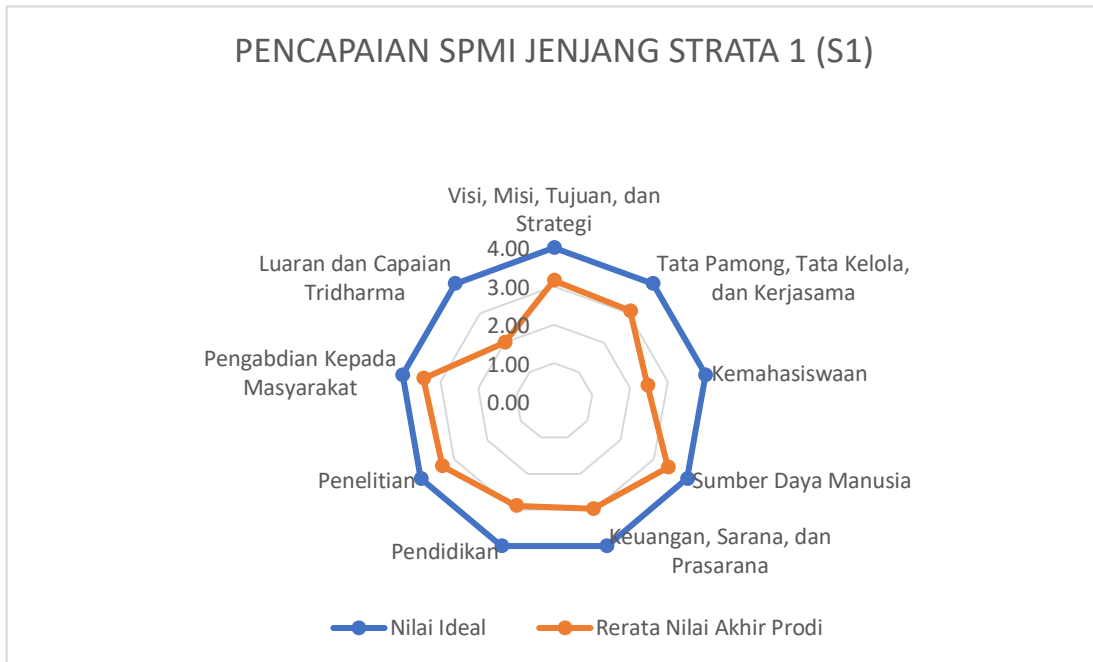 PENCAPAIAN SPMI JENJANG STRATA 1 (S1)
Visi, Misi, Tujuan, dan
Strategi
Tata Pamong, Tata Kelola,
dan Kerjasama
Kemahasiswaan
Sumber Daya Manusia
Keuangan, Sarana, dan
Prasarana
Pendidikan
Penelitian
Pengabdian Kepada
Masyarakat
Luaran dan Capaian
Tridharma
4.00
3.00
2.00
1.00
0.00
Nilai Ideal
Rerata Nilai Akhir Prodi